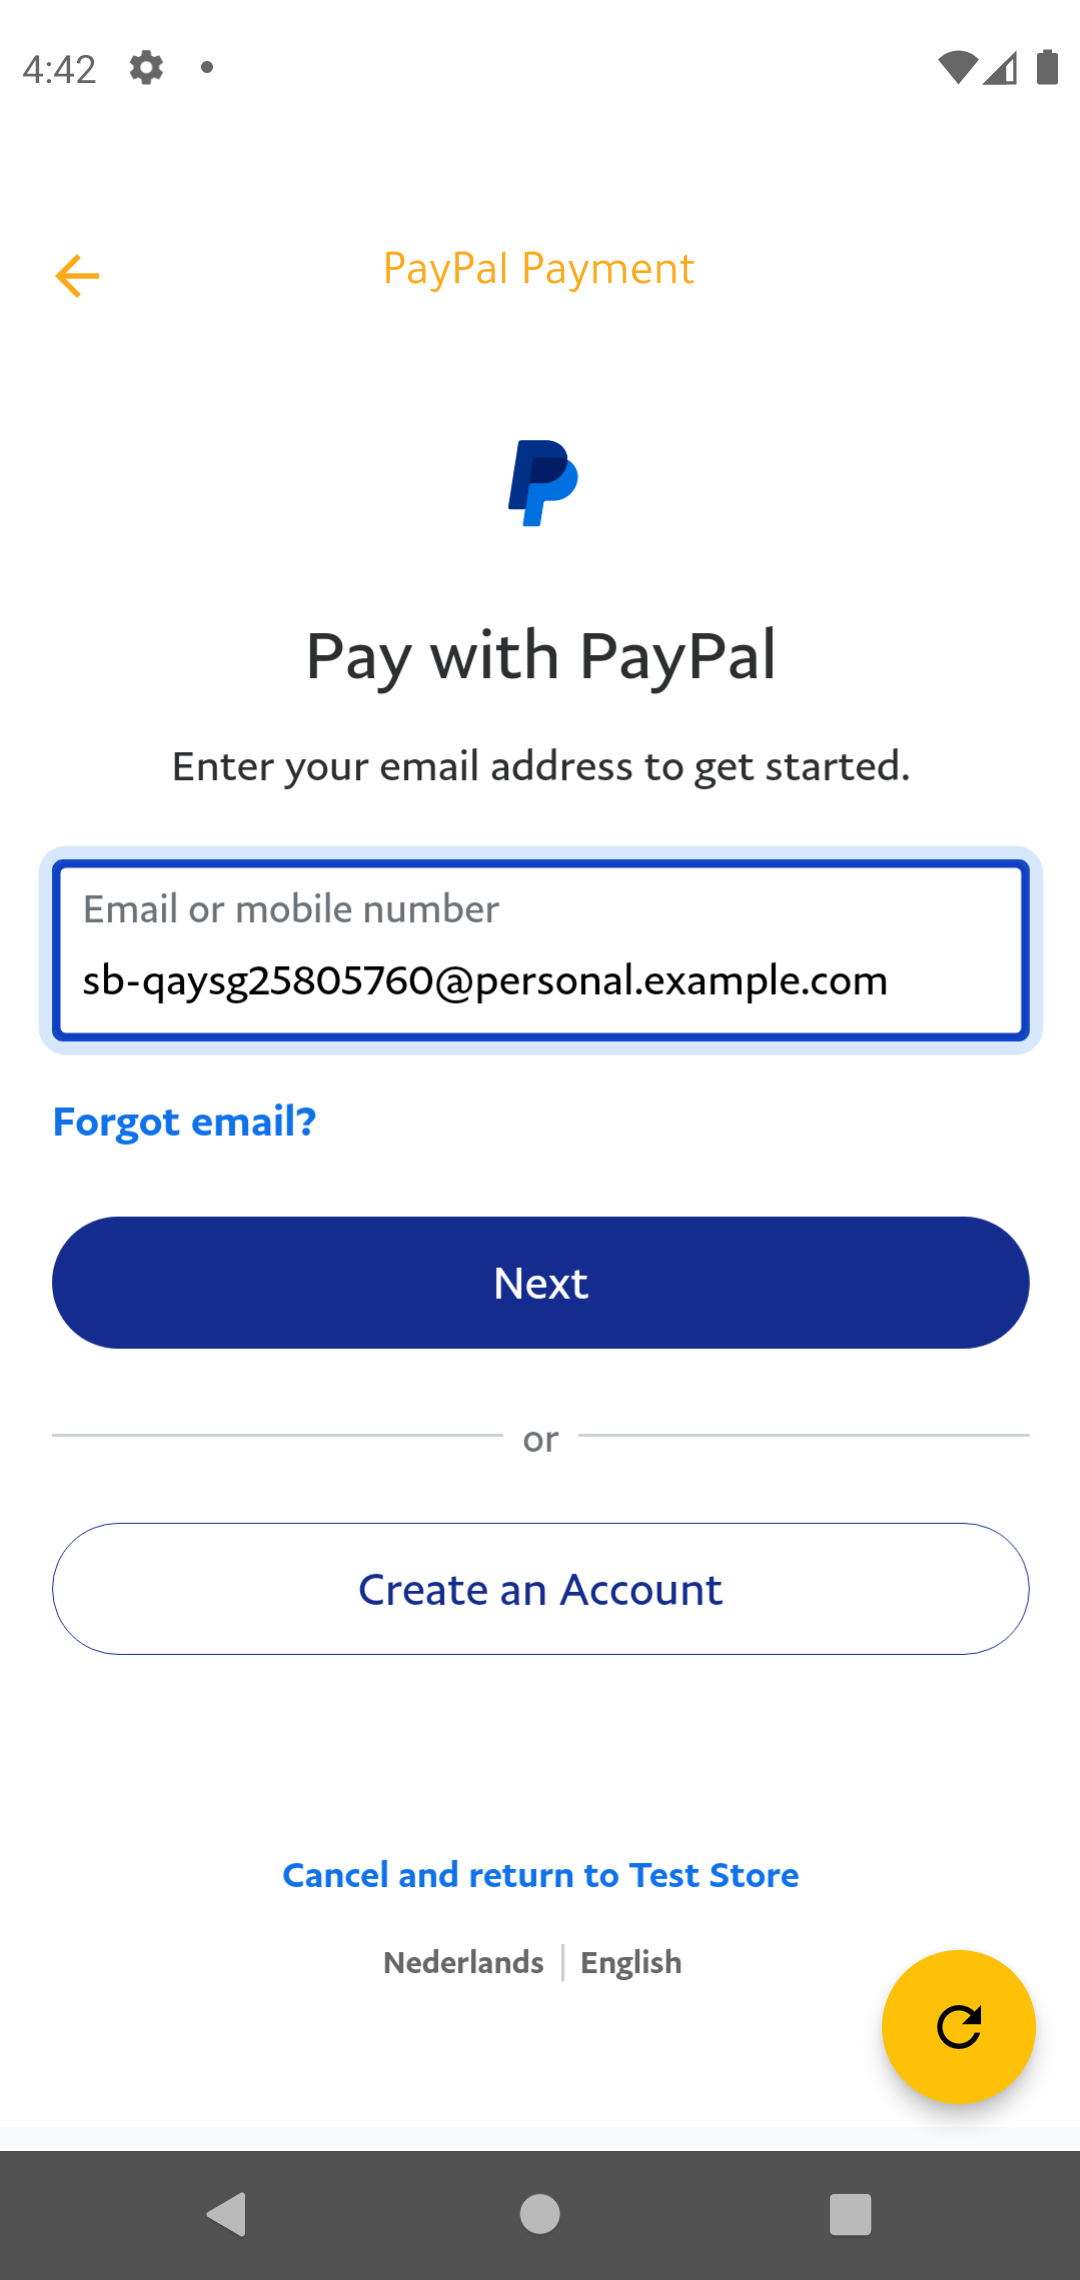 4:42
PayPal Payment
Pay with PayPal
Enter your email address to get started.
Email or mobile number
sb-qaysg25805760@personal.example.com
Forgot email?
Next
or
Create an Account
Cancel and return to Test Store
Nederlands | English